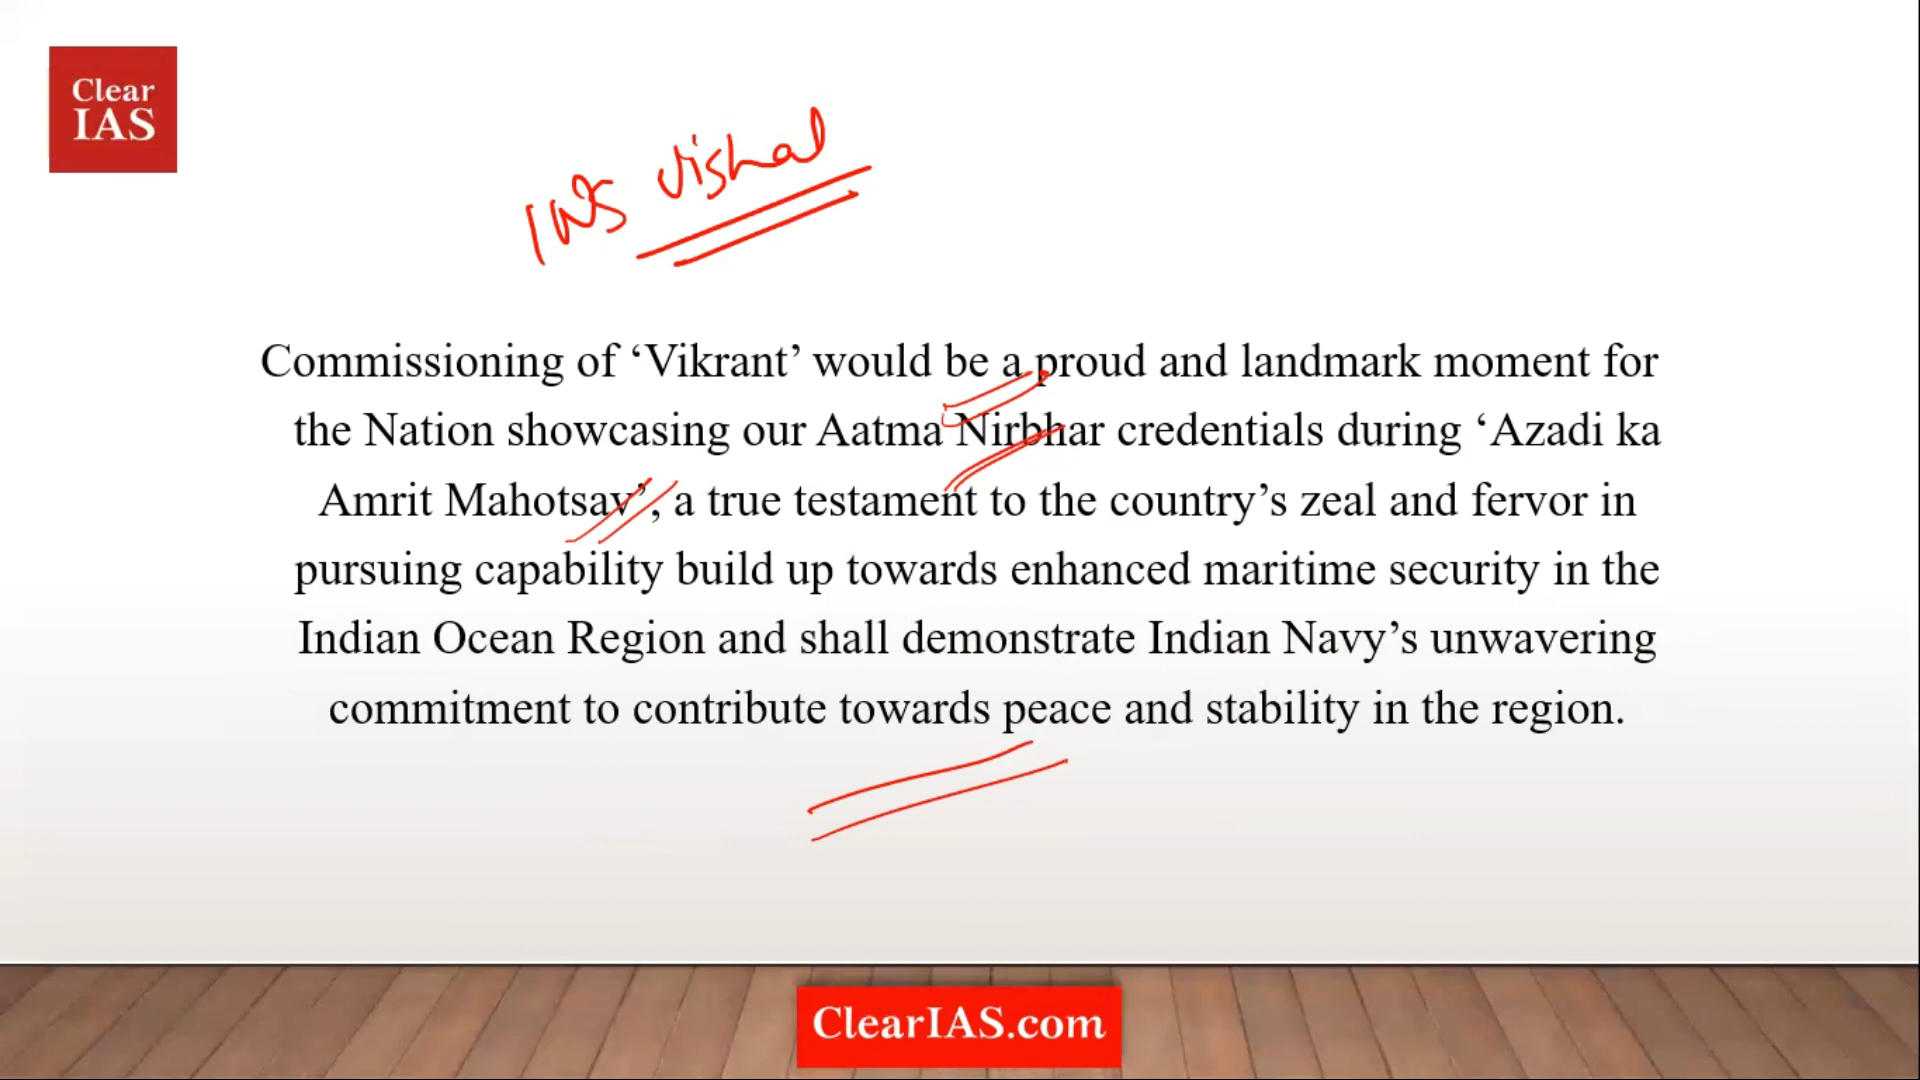 Clear
IAS
INS Vishal
Commissioning of ‘Vikrant’ would be a proud and landmark moment for
the Nation showcasing our Aatma Nirbhar credentials during ‘Azadi ka
Amrit Mahotsav’, a true testament to the country’s zeal and fervor in
pursuing capability build up towards enhanced maritime security in the
Indian Ocean Region and shall demonstrate Indian Navy’s unwavering
commitment to contribute towards peace and stability in the region.
ClearIAS.com